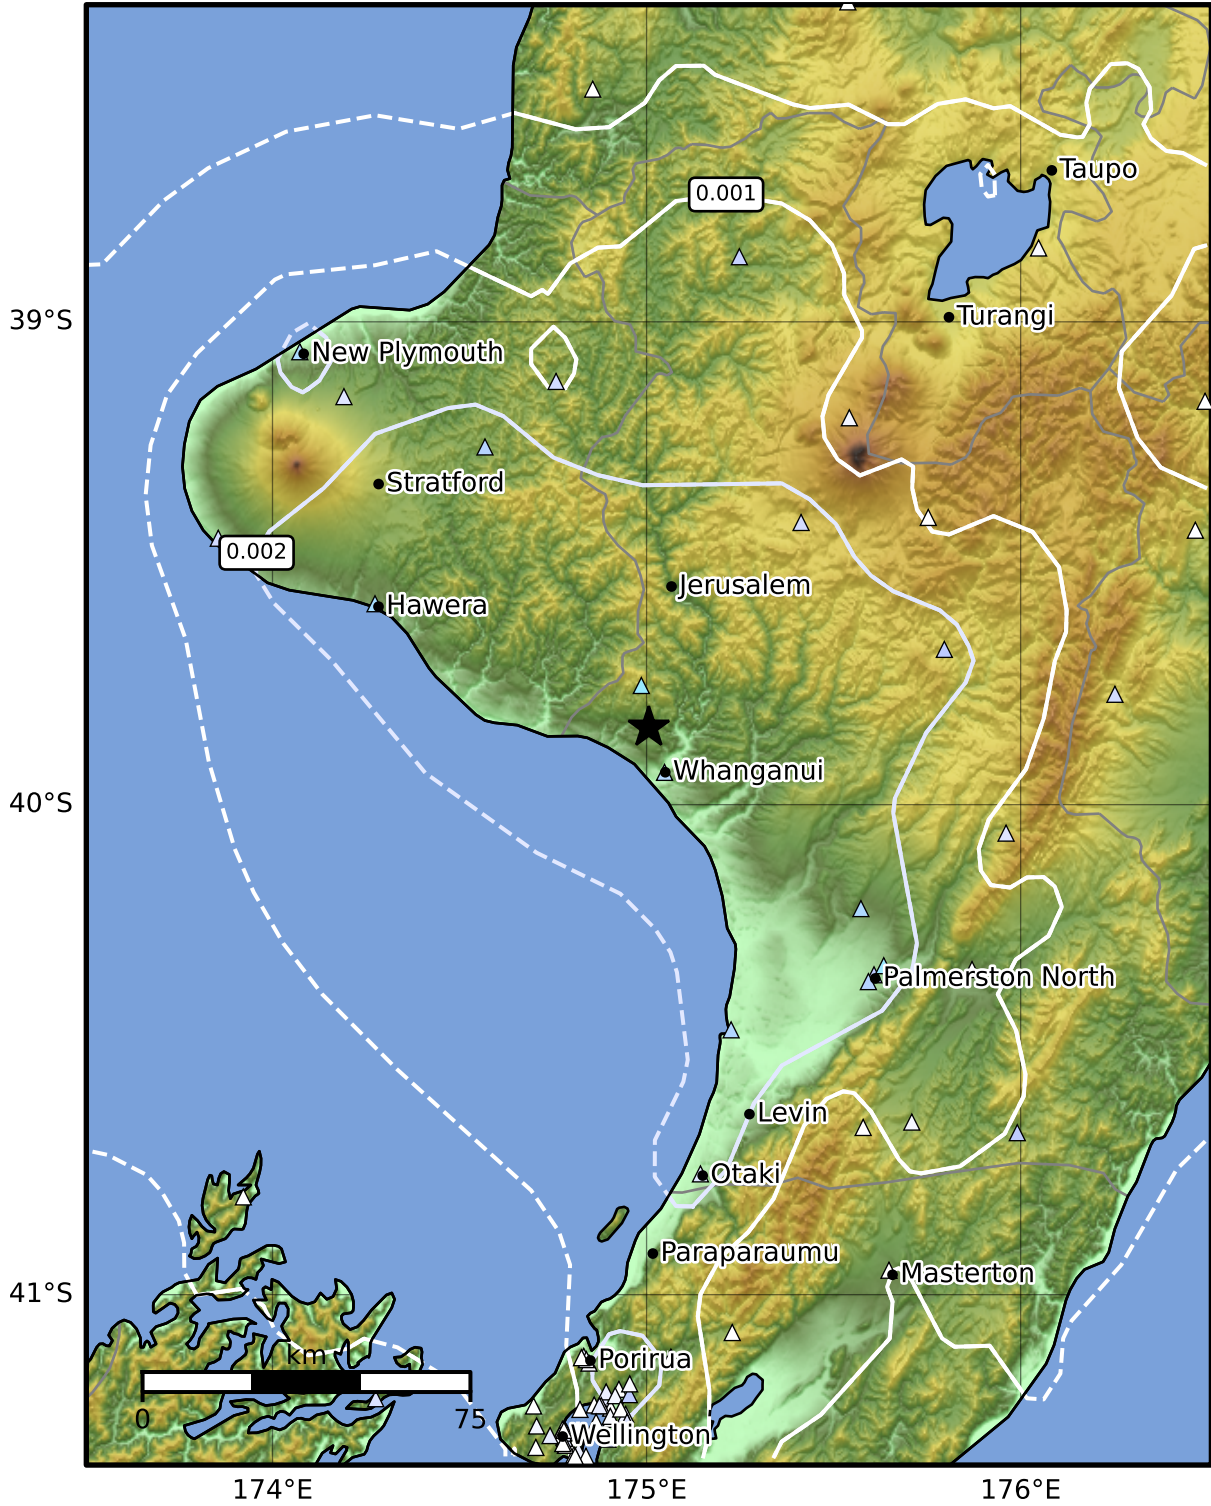 Taupo
0.001
Turangi
39°S
New Plymouth
Stratford
0.002
Jerusalem
Hawera
Whanganui
40°S
Palmerston North
Levin
Otaki
Paraparaumu
Masterton
41°S
km
Porirua
0
75
Wellington
174°E
175°E
176°E